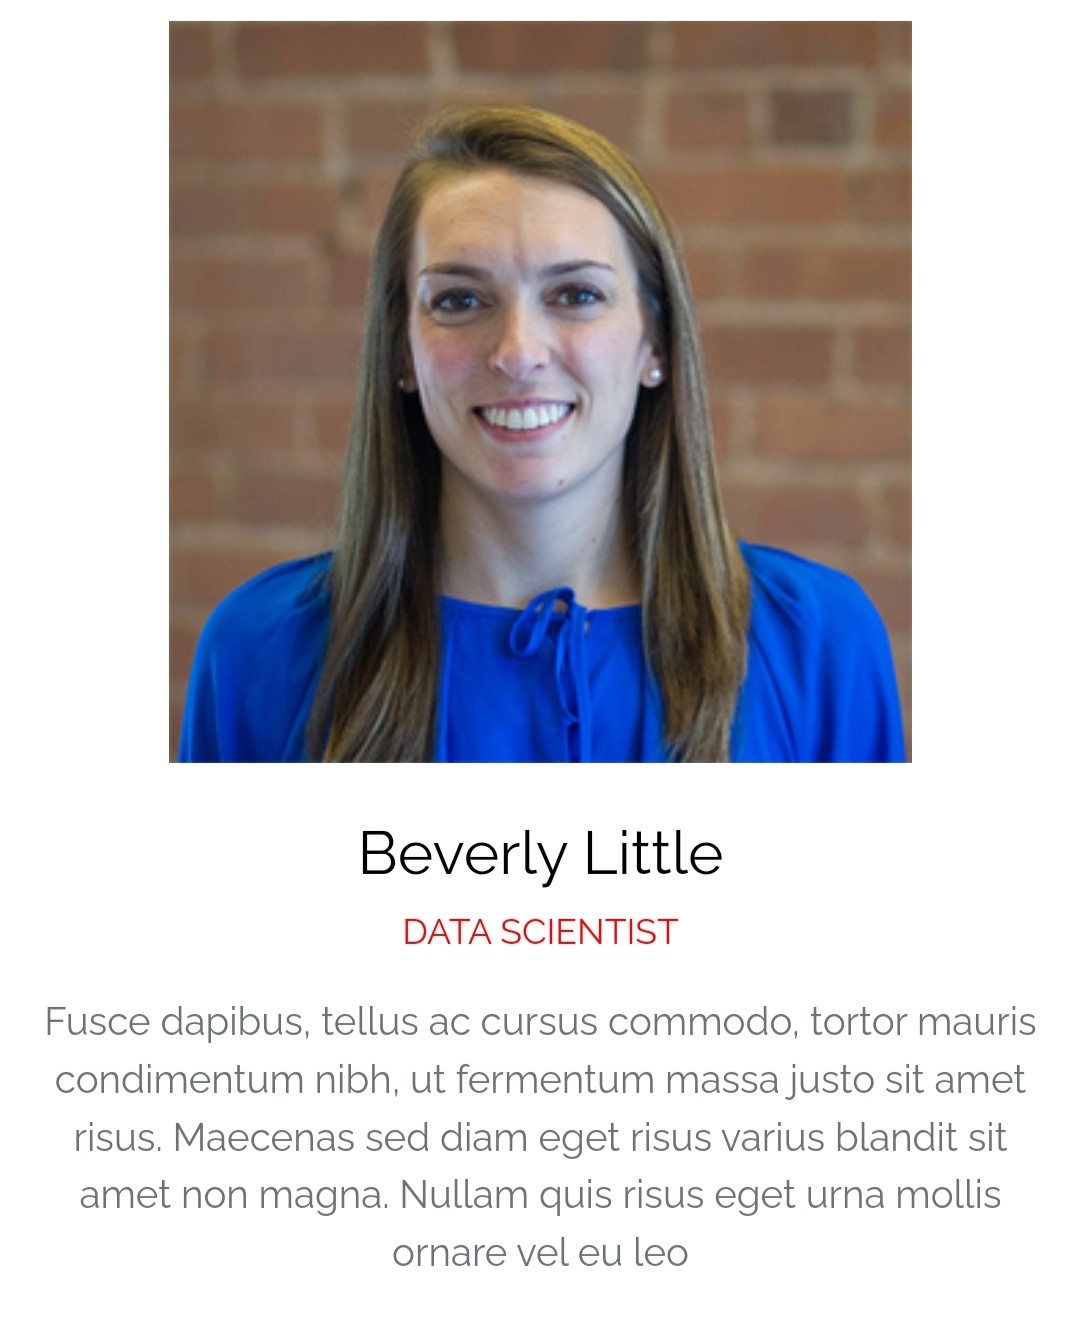 Beverly Little
DATA SCIENTIST
Fusce dapibus, tellus ac cursus commodo, tortor mauris
condimentum nibh, ut fermentum massa justo sit amet
risus. Maecenas sed diam eget risus varius blandit sit
amet non magna. Nullam quis risus eget urna mollis
ornare vel eu leo